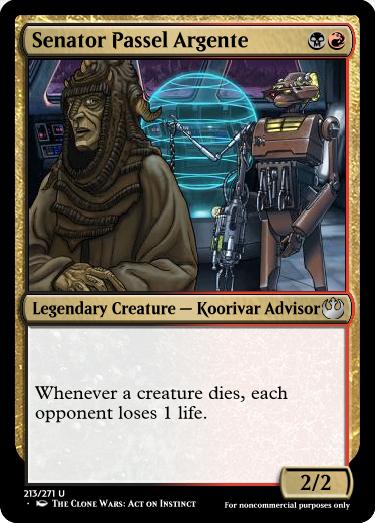 Senator Passel Argente
Legendary Creature — Koorivar Advisor
Whenever a creature dies, each
opponent loses 1 life.
2/2
213/271 U
· The Clone Wars: Act on Instinct
For noncommercial purposes only